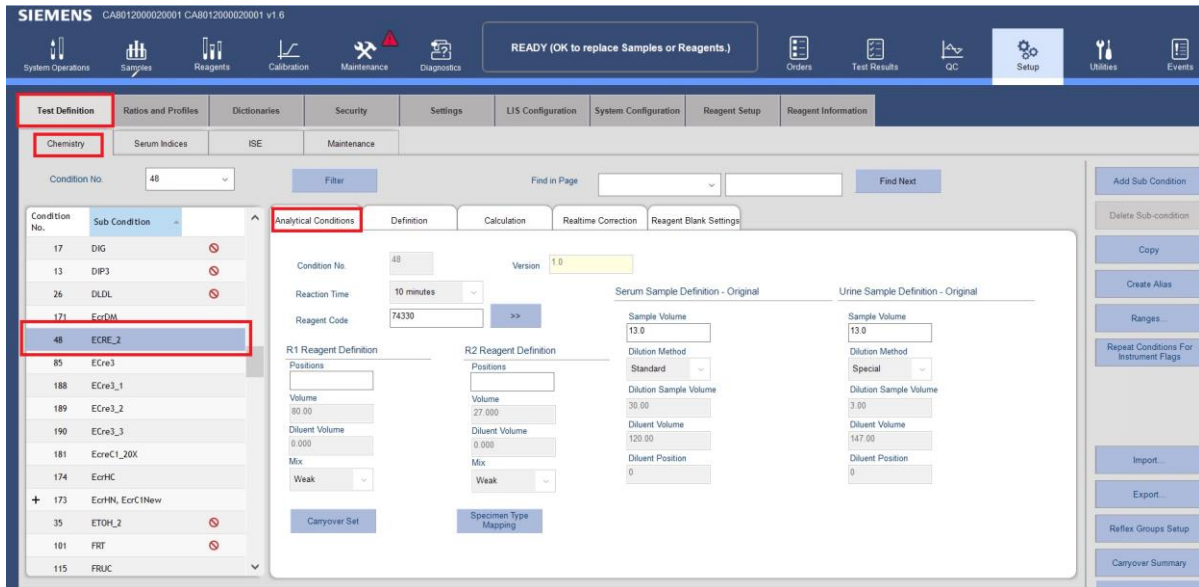 SIEMENS CA8012000020001 CA8012000020001 v1.6
System Operations Samples Reagents Calibration Maintenance Diagnostics READY (OK to replace Samples or Reagents.) Orders Test Results QC Setup Utilities Events
Test Definition Ratios and Profiles Dictionaries Security Settings LIS Configuration System Configuration Reagent Setup Reagent Information
Chemistry Serum Indices ISE Maintenance
Condition No. 48 Filter Find in Page Find Next
Condition No. Sub Condition
17 DIG
13 DIP3
26 DLDL
171 EcrDM
48 ECRE_2
85 ECre3
188 ECre3_1
189 ECre3_2
190 ECre3_3
181 EcreC1_20X
174 EcrHC
+ 173 EcrHN, EcrC1New
35 ETOH_2
101 FRT
115 FRUC
Analytical Conditions Definition Calculation Realtime Correction Reagent Blank Settings
Condition No. 48 Version 1.0
Reaction Time 10 minutes
Reagent Code 74330 >>
R1 Reagent Definition
Positions
Volume
80.00
Diluent Volume
0.000
Mix
Weak
Carryover Set
R2 Reagent Definition
Positions
Volume
27.000
Diluent Volume
0.000
Mix
Weak
Specimen Type
Mapping
Serum Sample Definition - Original
Sample Volume
13.0
Dilution Method
Standard
Dilution Sample Volume
30.00
Diluent Volume
120.00
Diluent Position
0
Urine Sample Definition - Original
Sample Volume
13.0
Dilution Method
Special
Dilution Sample Volume
3.00
Diluent Volume
147.00
Diluent Position
0
Add Sub Condition
Delete Sub-condition
Copy
Create Alias
Ranges...
Repeat Conditions For
Instrument Flags
Import...
Export...
Reflex Groups Setup
Carryover Summary